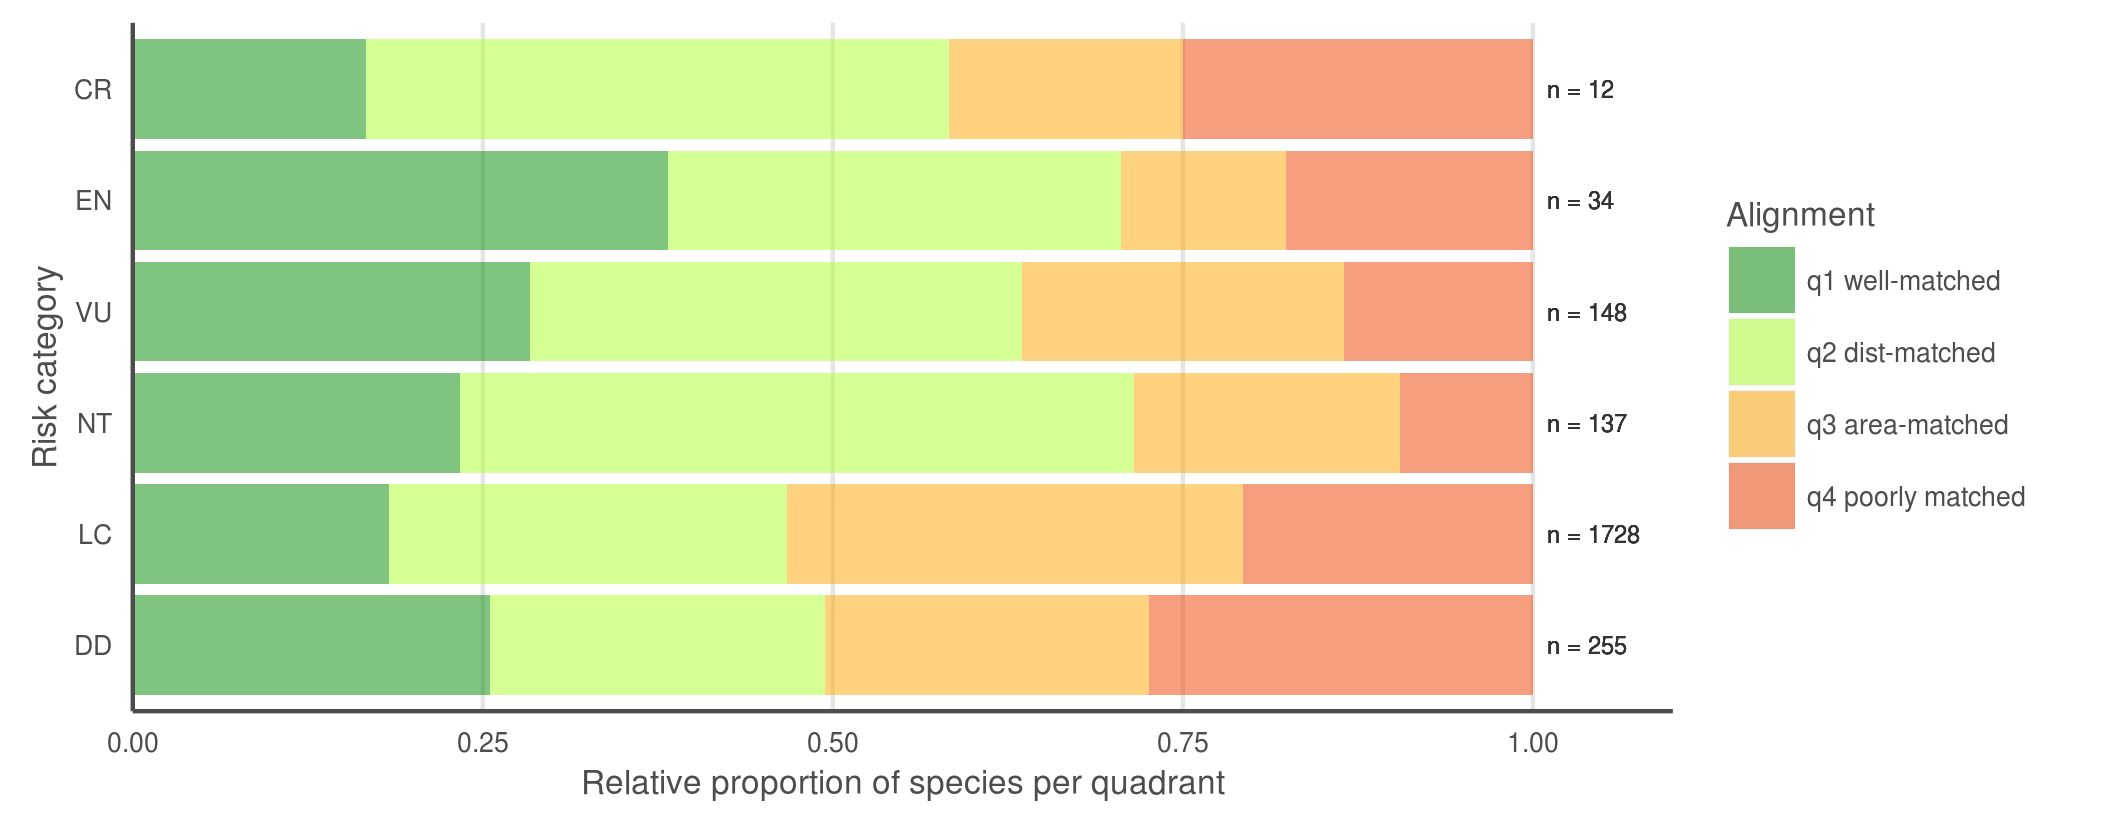 Risk category
CR
EN
VU
NT
LC
DD
n = 12
n = 34
n = 148
n = 137
n = 1728
n = 255
0.00
0.25
0.50
0.75
1.00
Relative proportion of species per quadrant
Alignment
q1 well-matched
q2 dist-matched
q3 area-matched
q4 poorly matched